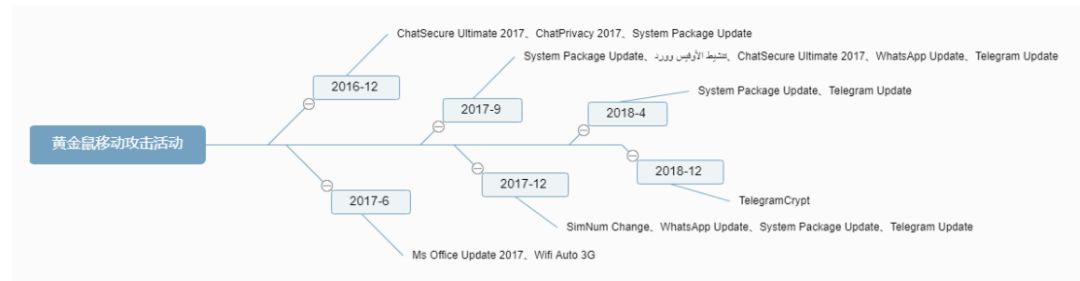 ChatSecure Ultimate 2017、ChatPrivacy 2017、System Package Update
System Package Update、تنشيط الأوفيس وورد、ChatSecure Ultimate 2017、WhatsApp Update、Telegram Update
2016-12
System Package Update、Telegram Update
2017-9
2018-4
黄金鼠移动攻击活动
2018-12
2017-12
2017-6
TelegramCrypt
SimNum Change、WhatsApp Update、System Package Update、Telegram Update
Ms Office Update 2017、Wifi Auto 3G